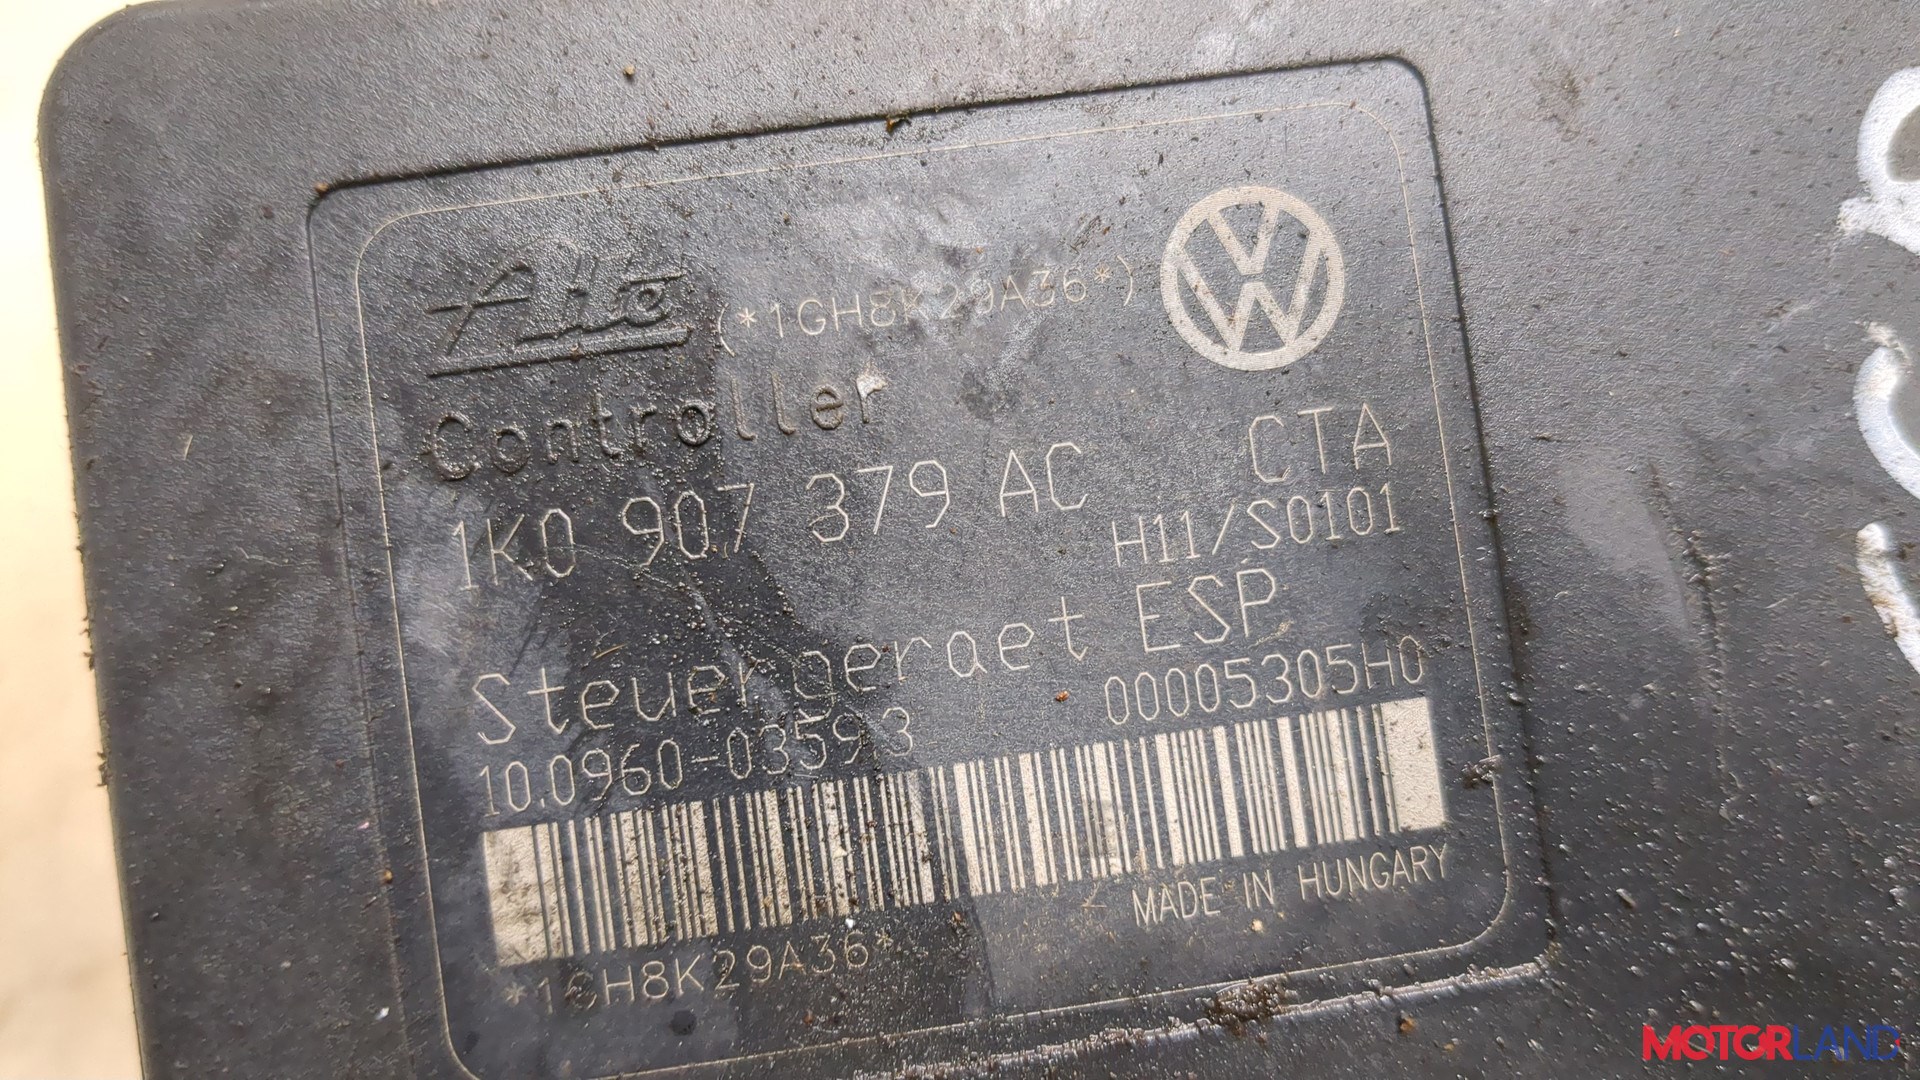 Ate (*1GH8K29A36*)
Controller
1K0 907 379 AC CTA
H11/S0101
Steuergeraet ESP
10.0960-0359.3 00005305H0
MADE IN HUNGARY
*1GH8K29A36*
MOTORLAND